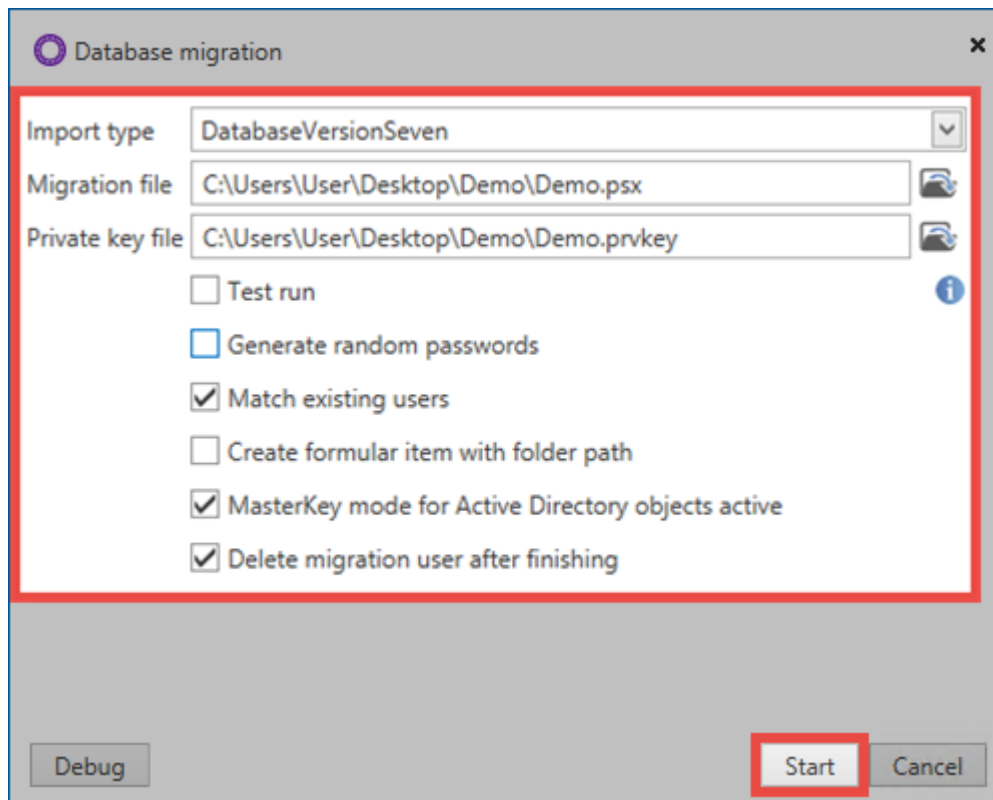 Database migration
Import type DatabaseVersionSeven
Migration file C:\Users\User\Desktop\Demo\Demo.psx
Private key file C:\Users\User\Desktop\Demo\Demo.prvkey
Test run
Generate random passwords
Match existing users
Create formular item with folder path
MasterKey mode for Active Directory objects active
Delete migration user after finishing
Debug Start Cancel